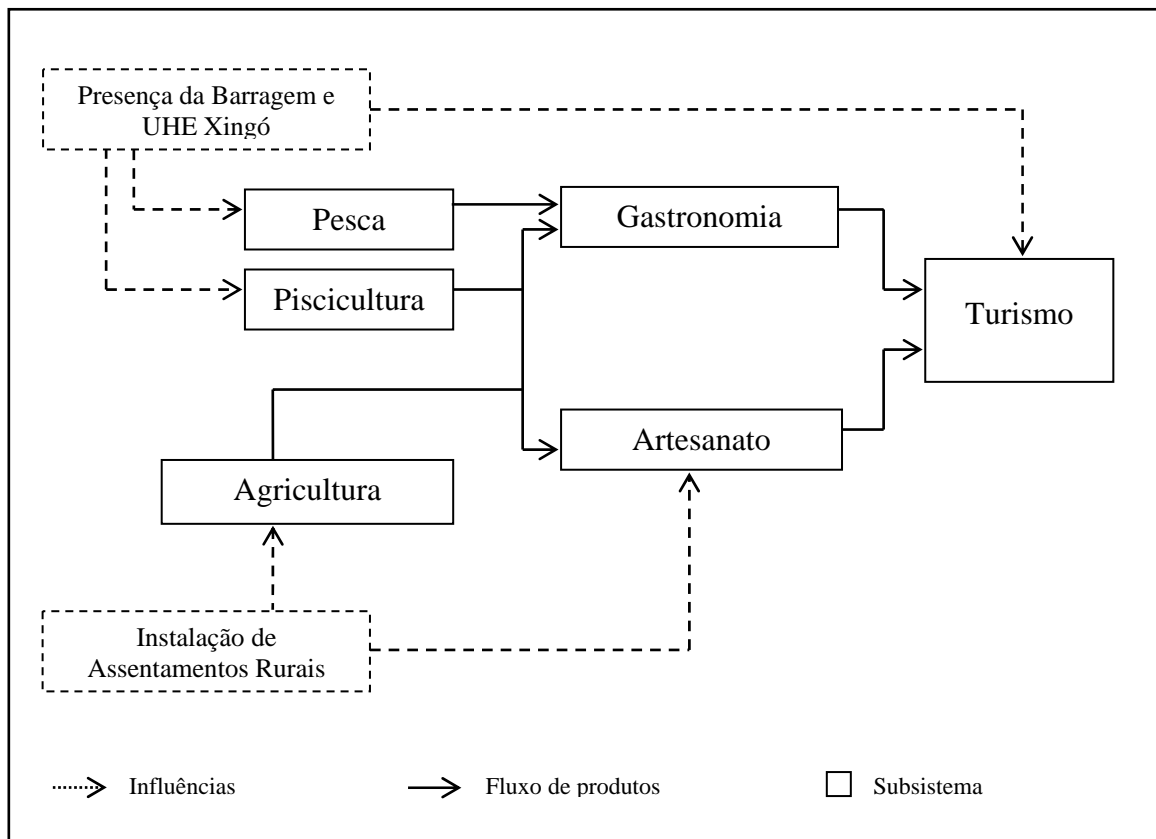 Presença da Barragem e
UHE Xingó
Pesca
Gastronomia
Piscicultura
Turismo
Artesanato
Agricultura
Instalação de
Assentamentos Rurais
Influências
Fluxo de produtos
Subsistema